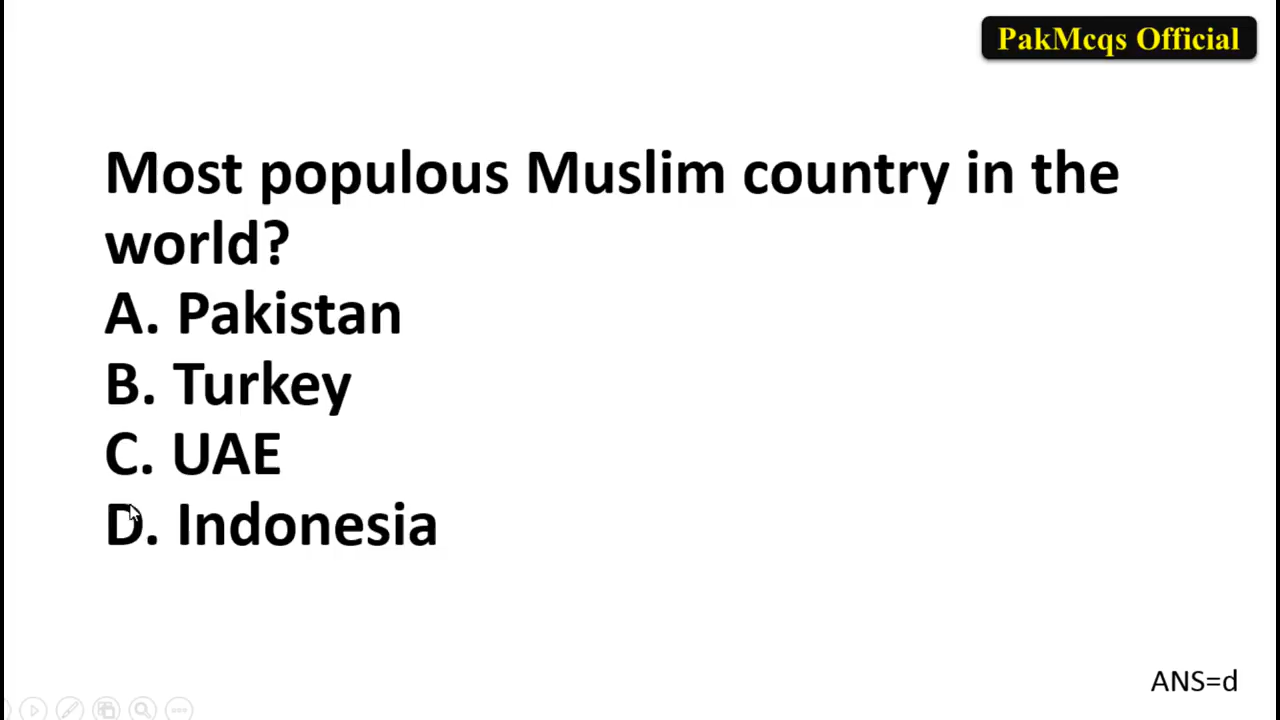 PakMcqs Official
Most populous Muslim country in the
world?
A. Pakistan
B. Turkey
C. UAE
D. Indonesia
ANS=d